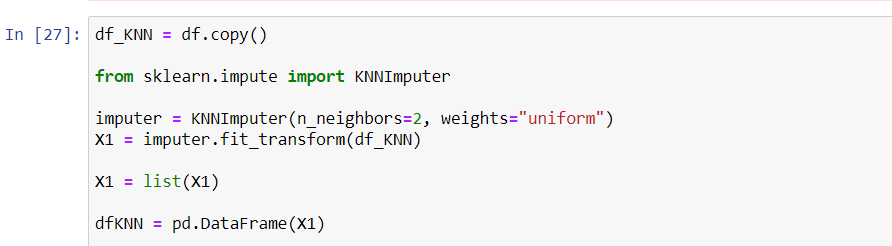 In [27]: df_KNN = df.copy()
from sklearn.impute import KNNImputer
imputer = KNNImputer(n_neighbors=2, weights="uniform")
X1 = imputer.fit_transform(df_KNN)
X1 = list(X1)
dfKNN = pd.DataFrame(X1)